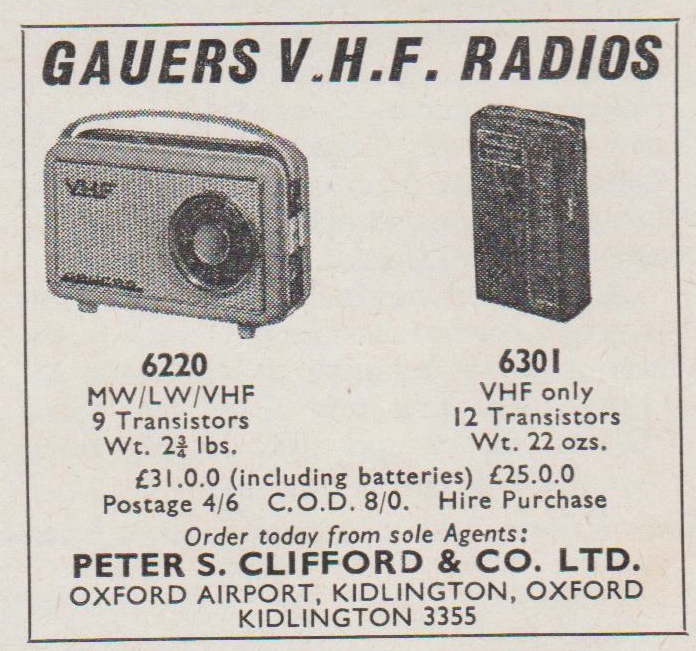 GAUERS V.H.F. RADIOS
VHF
6220
MW/LW/VHF
9 Transistors
Wt. 2¾ lbs.
6301
VHF only
12 Transistors
Wt. 22 ozs.
£31.0.0 (including batteries) £25.0.0
Postage 4/6 C.O.D. 8/0. Hire Purchase
Order today from sole Agents:
PETER S. CLIFFORD & CO. LTD.
OXFORD AIRPORT, KIDLINGTON, OXFORD
KIDLINGTON 3355